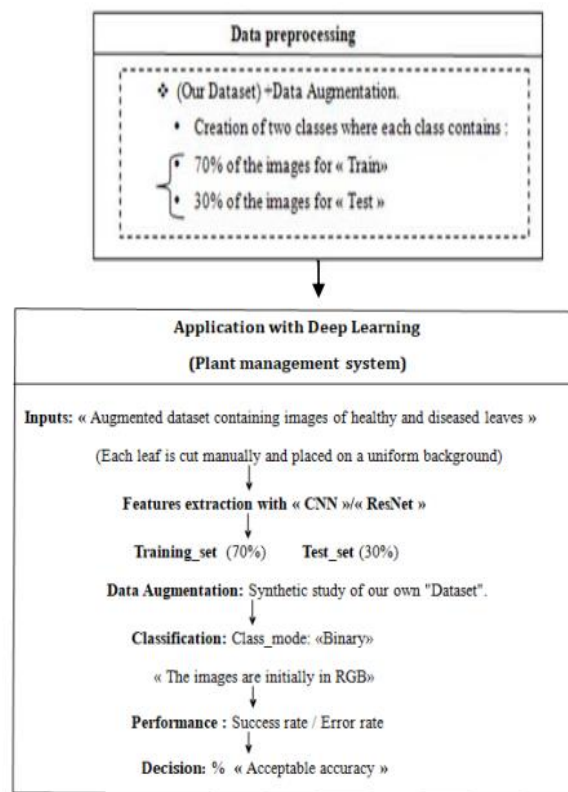 Data preprocessing
❖ (Our Dataset) +Data Augmentation.
• Creation of two classes where each class contains :
• 70% of the images for « Train»
• 30% of the images for « Test »
Application with Deep Learning
(Plant management system)
Inputs: « Augmented dataset containing images of healthy and diseased leaves »
(Each leaf is cut manually and placed on a uniform background)
Features extraction with « CNN »/« ResNet »
Training_set (70%) Test_set (30%)
Data Augmentation: Synthetic study of our own "Dataset".
Classification: Class_mode: «Binary»
« The images are initially in RGB»
Performance : Success rate / Error rate
Decision: % « Acceptable accuracy »